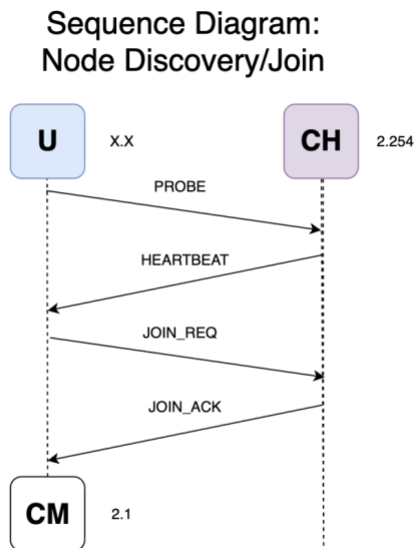 Sequence Diagram:
Node Discovery/Join
U
X.X
CH
2.254
PROBE
HEARTBEAT
JOIN_REQ
JOIN_ACK
CM
2.1